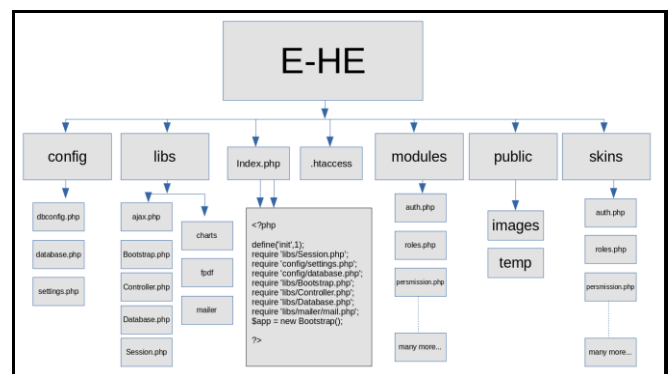 E-HE
config
libs
Index.php
.htaccess
modules
public
skins
dbconfig.php
database.php
settings.php
ajax.php
Bootstrap.php
Controller.php
Database.php
Session.php
charts
fpdf
mailer
<?php
define('init',1);
require 'libs/Session.php';
require 'config/settings.php';
require 'config/database.php';
require 'libs/Bootstrap.php';
require 'libs/Controller.php';
require 'libs/Database.php';
require 'libs/mailer/mail.php';
$app = new Bootstrap();
?>
auth.php
roles.php
persmission.php
many more...
images
temp
auth.php
roles.php
persmission.php
many more...